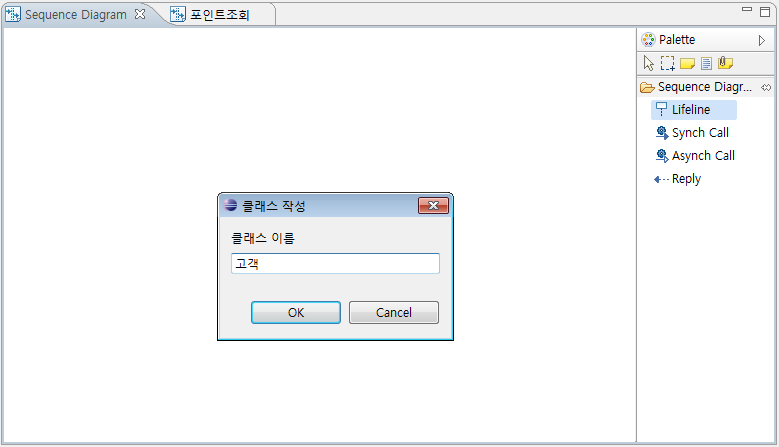 Sequence Diagram
포인트조회
Palette
Sequence Diagr...
Lifeline
Synch Call
Asynch Call
Reply
클래스 작성
클래스 이름
고객
OK Cancel